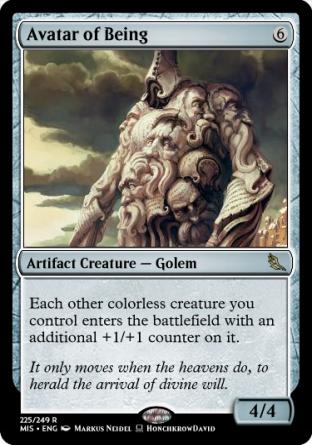 Avatar of Being 6
Artifact Creature — Golem
Each other colorless creature you
control enters the battlefield with an
additional +1/+1 counter on it.
It only moves when the heavens do, to
herald the arrival of divine will.
225/249 R
MIS • ENG Markus Neidel HonchkrowDavid
4/4